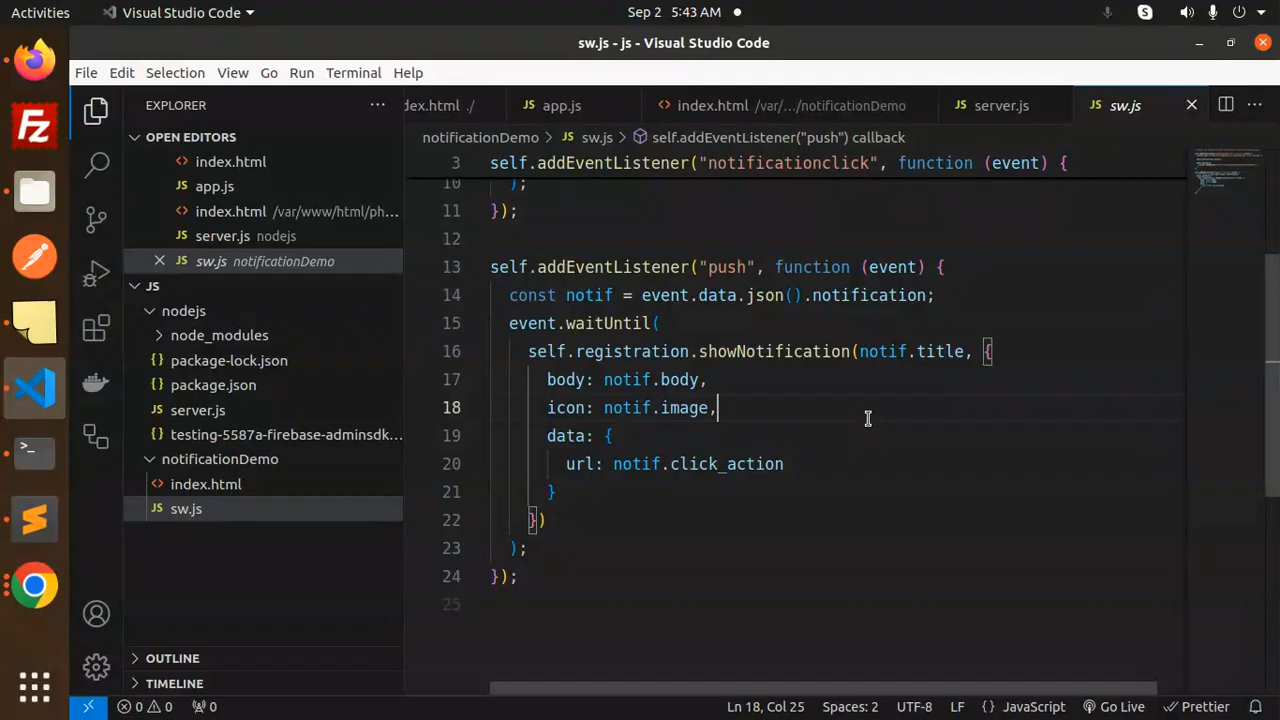 Activities
Visual Studio Code
Sep 2 5:43 AM
sw.js - js - Visual Studio Code
File Edit Selection View Go Run Terminal Help
EXPLORER
dex.html ./
app.js
index.html /var/.../notificationDemo
server.js
sw.js
OPEN EDITORS
index.html
app.js
index.html /var/www/html/ph...
server.js nodejs
sw.js notificationDemo
JS
nodejs
node_modules
package-lock.json
package.json
server.js
testing-5587a-firebase-adminsdk...
notificationDemo
index.html
sw.js
OUTLINE
TIMELINE
notificationDemo > sw.js > self.addEventListener("push") callback
3 self.addEventListener("notificationclick", function (event) {
10 );
11 });
12
13 self.addEventListener("push", function (event) {
14 const notif = event.data.json().notification;
15 event.waitUntil(
16 self.registration.showNotification(notif.title, {
17 body: notif.body,
18 icon: notif.image,
19 data: {
20 url: notif.click_action
21 }
22 })
23 );
24 });
25
0 0 0 Ln 18, Col 25 Spaces: 2 UTF-8 LF {} JavaScript Go Live Prettier